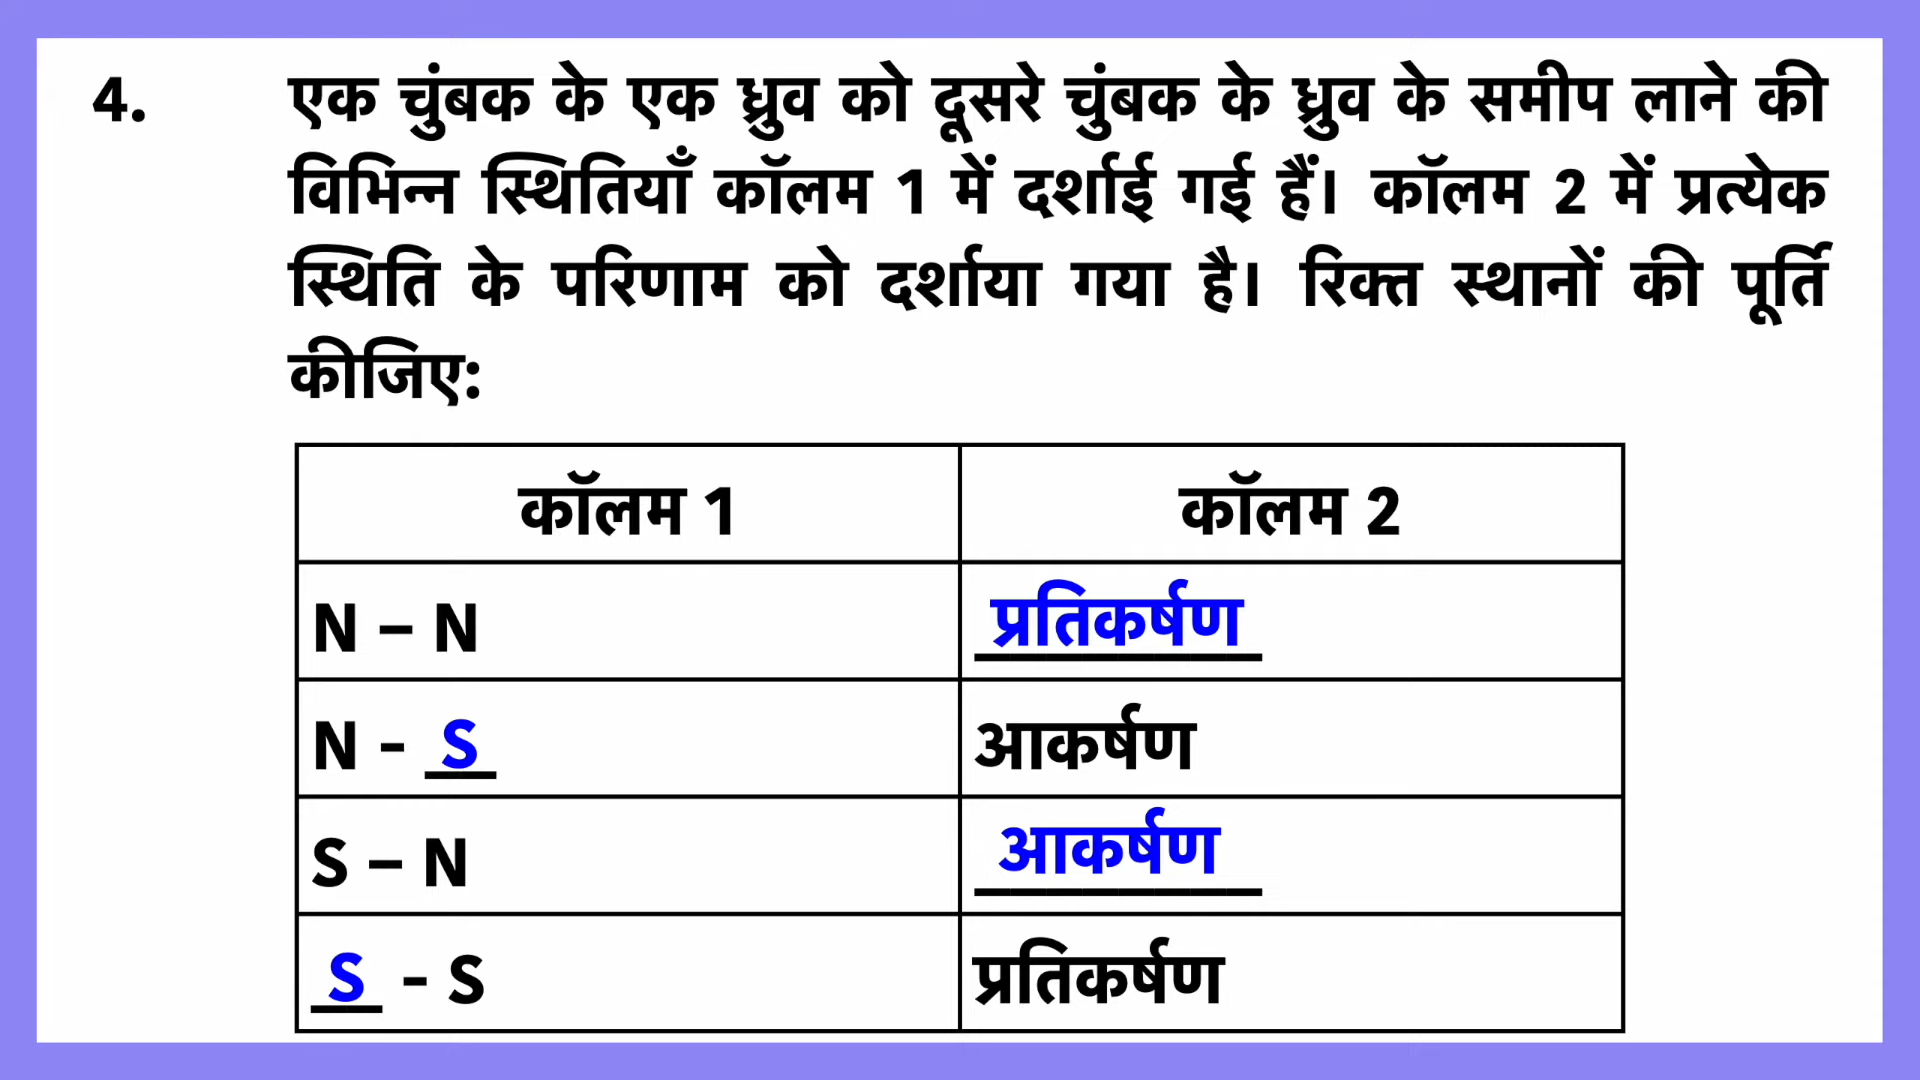 4. एक चुंबक के एक ध्रुव को दूसरे चुंबक के ध्रुव के समीप लाने की
विभिन्न स्थितियाँ कॉलम 1 में दर्शाई गई हैं। कॉलम 2 में प्रत्येक
स्थिति के परिणाम को दर्शाया गया है। रिक्त स्थानों की पूर्ति
कीजिए:
कॉलम 1 कॉलम 2
N – N प्रतिकर्षण
N - S आकर्षण
S – N आकर्षण
S - S प्रतिकर्षण